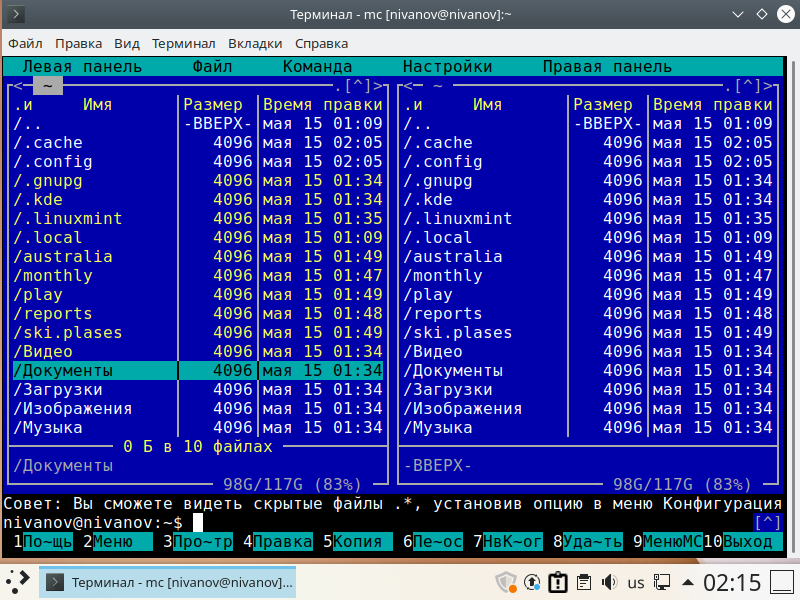 Терминал - mc [nivanov@nivanov]:~
Файл Правка Вид Терминал Вкладки Справка
Левая панель Файл Команда Настройки Правая панель
<- ~ .[^]> <- ~ .[^]>
.и Имя Размер Время правки .и Имя Размер Время правки
/.. -ВВЕРХ- мая 15 01:09 /.. -ВВЕРХ- мая 15 01:09
/.cache 4096 мая 15 02:05 /.cache 4096 мая 15 02:05
/.config 4096 мая 15 02:05 /.config 4096 мая 15 02:05
/.gnupg 4096 мая 15 01:34 /.gnupg 4096 мая 15 01:34
/.kde 4096 мая 15 01:34 /.kde 4096 мая 15 01:34
/.linuxmint 4096 мая 15 01:35 /.linuxmint 4096 мая 15 01:35
/.local 4096 мая 15 01:09 /.local 4096 мая 15 01:09
/australia 4096 мая 15 01:49 /australia 4096 мая 15 01:49
/monthly 4096 мая 15 01:47 /monthly 4096 мая 15 01:47
/play 4096 мая 15 01:49 /play 4096 мая 15 01:49
/reports 4096 мая 15 01:48 /reports 4096 мая 15 01:48
/ski.plases 4096 мая 15 01:49 /ski.plases 4096 мая 15 01:49
/Видео 4096 мая 15 01:34 /Видео 4096 мая 15 01:34
/Документы 4096 мая 15 01:34 /Документы 4096 мая 15 01:34
/Загрузки 4096 мая 15 01:34 /Загрузки 4096 мая 15 01:34
/Изображения 4096 мая 15 01:34 /Изображения 4096 мая 15 01:34
/Музыка 4096 мая 15 01:34 /Музыка 4096 мая 15 01:34
0 Б в 10 файлах
/Документы -ВВЕРХ-
98G/117G (83%) 98G/117G (83%)
Совет: Вы сможете видеть скрытые файлы .*, установив опцию в меню Конфигурация
nivanov@nivanov:~$ [^]
1По~щь 2Меню 3Про~тр 4Правка 5Копия 6Пе~ос 7НвК~ог 8Уда~ть 9МенюMC 10Выход
Терминал - mc [nivanov@nivanov]... us 02:15